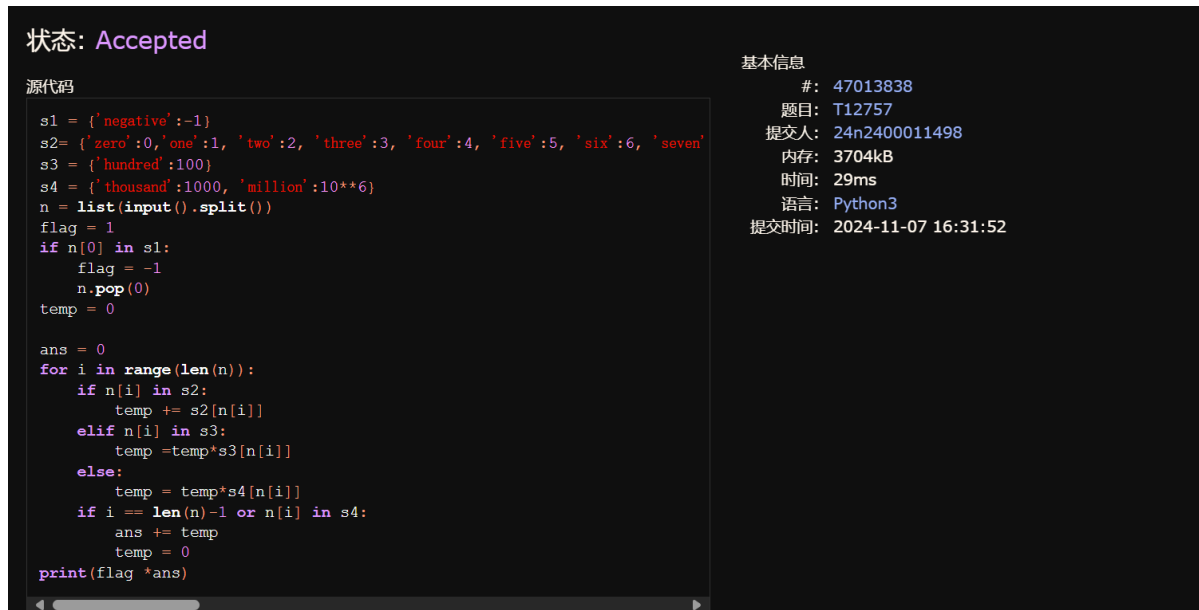 状态: Accepted
源代码
s1 = {'negative':-1}
s2= {'zero':0,'one':1, 'two':2, 'three':3, 'four':4, 'five':5, 'six':6, 'seven'
s3 = {'hundred':100}
s4 = {'thousand':1000, 'million':10**6}
n = list(input().split())
flag = 1
if n[0] in s1:
    flag = -1
    n.pop(0)
temp = 0

ans = 0
for i in range(len(n)):
    if n[i] in s2:
        temp += s2[n[i]]
    elif n[i] in s3:
        temp =temp*s3[n[i]]
    else:
        temp = temp*s4[n[i]]
    if i == len(n)-1 or n[i] in s4:
        ans += temp
        temp = 0
print(flag *ans)
基本信息
#: 47013838
题目: T12757
提交人: 24n2400011498
内存: 3704kB
时间: 29ms
语言: Python3
提交时间: 2024-11-07 16:31:52